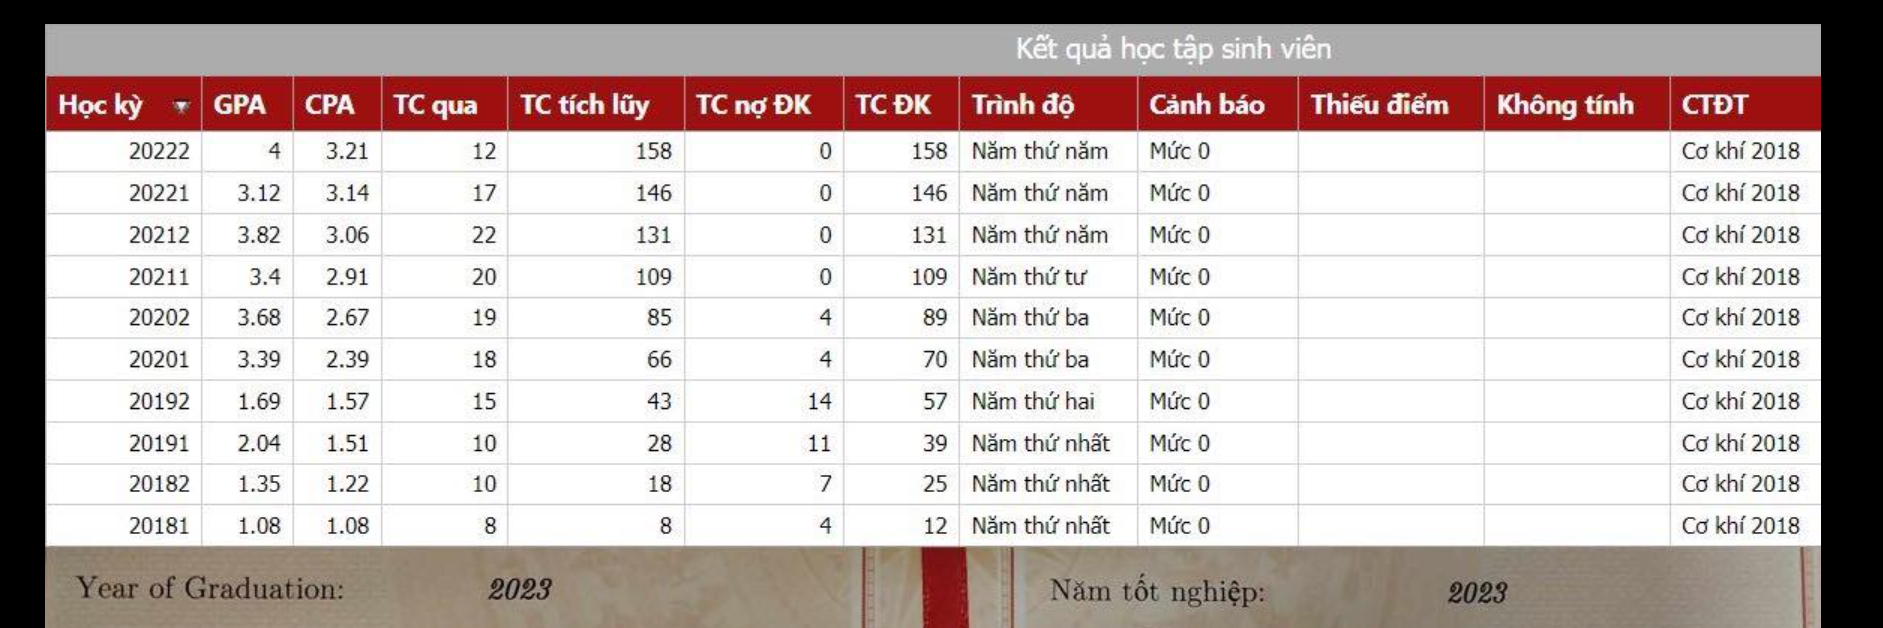 Kết quả học tập sinh viên
Học kỳ GPA CPA TC qua TC tích lũy TC nợ ĐK TC ĐK Trình độ Cảnh báo Thiếu điểm Không tính CTĐT
20222 4 3.21 12 158 0 158 Năm thứ năm Mức 0 Cơ khí 2018
20221 3.12 3.14 17 146 0 146 Năm thứ năm Mức 0 Cơ khí 2018
20212 3.82 3.06 22 131 0 131 Năm thứ năm Mức 0 Cơ khí 2018
20211 3.4 2.91 20 109 0 109 Năm thứ tư Mức 0 Cơ khí 2018
20202 3.68 2.67 19 85 4 89 Năm thứ ba Mức 0 Cơ khí 2018
20201 3.39 2.39 18 66 4 70 Năm thứ ba Mức 0 Cơ khí 2018
20192 1.69 1.57 15 43 14 57 Năm thứ hai Mức 0 Cơ khí 2018
20191 2.04 1.51 10 28 11 39 Năm thứ nhất Mức 0 Cơ khí 2018
20182 1.35 1.22 10 18 7 25 Năm thứ nhất Mức 0 Cơ khí 2018
20181 1.08 1.08 8 8 4 12 Năm thứ nhất Mức 0 Cơ khí 2018
Year of Graduation: 2023 Năm tốt nghiệp: 2023